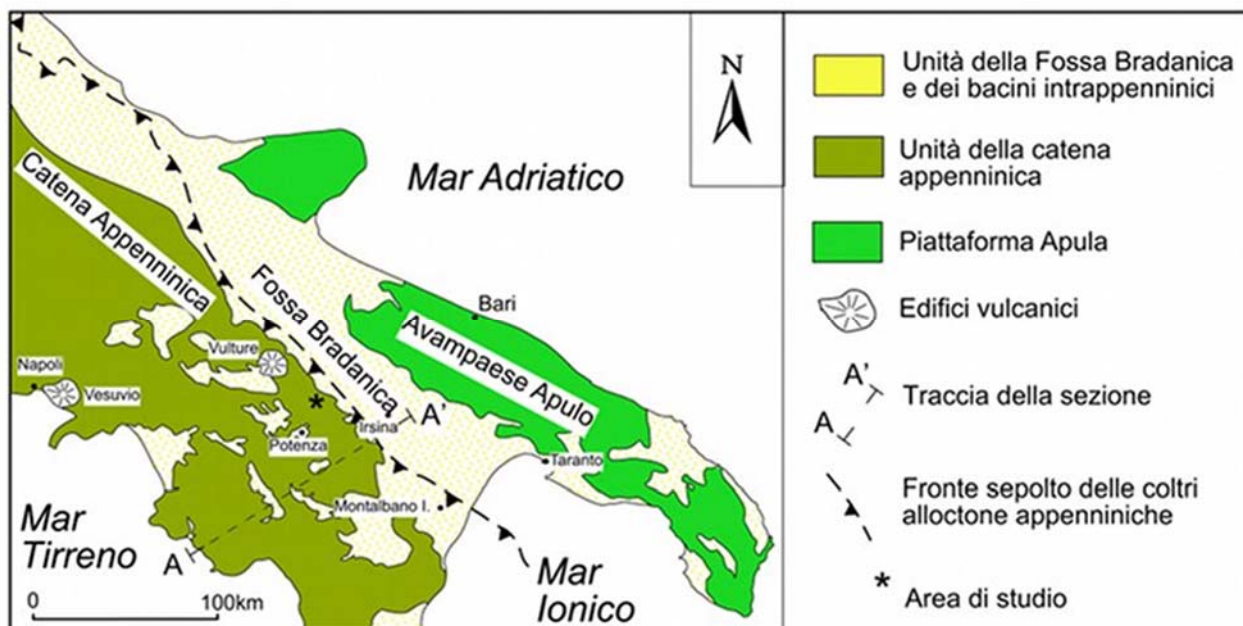 N
Mar Adriatico
Catena Appenninica
Fossa Bradanica
Avampaese Apulo
Bari
Vulture
Napoli
Vesuvio
Irsina
A'
Potenza
Taranto
Montalbano I.
Mar
Tirreno
A
Mar
Ionico
0
100km
Unità della Fossa Bradanica
e dei bacini intrappenninici
Unità della catena
appenninica
Piattaforma Apula
Edifici vulcanici
A'
Traccia della sezione
A
Fronte sepolto delle coltri
alloctone appenniniche
* Area di studio